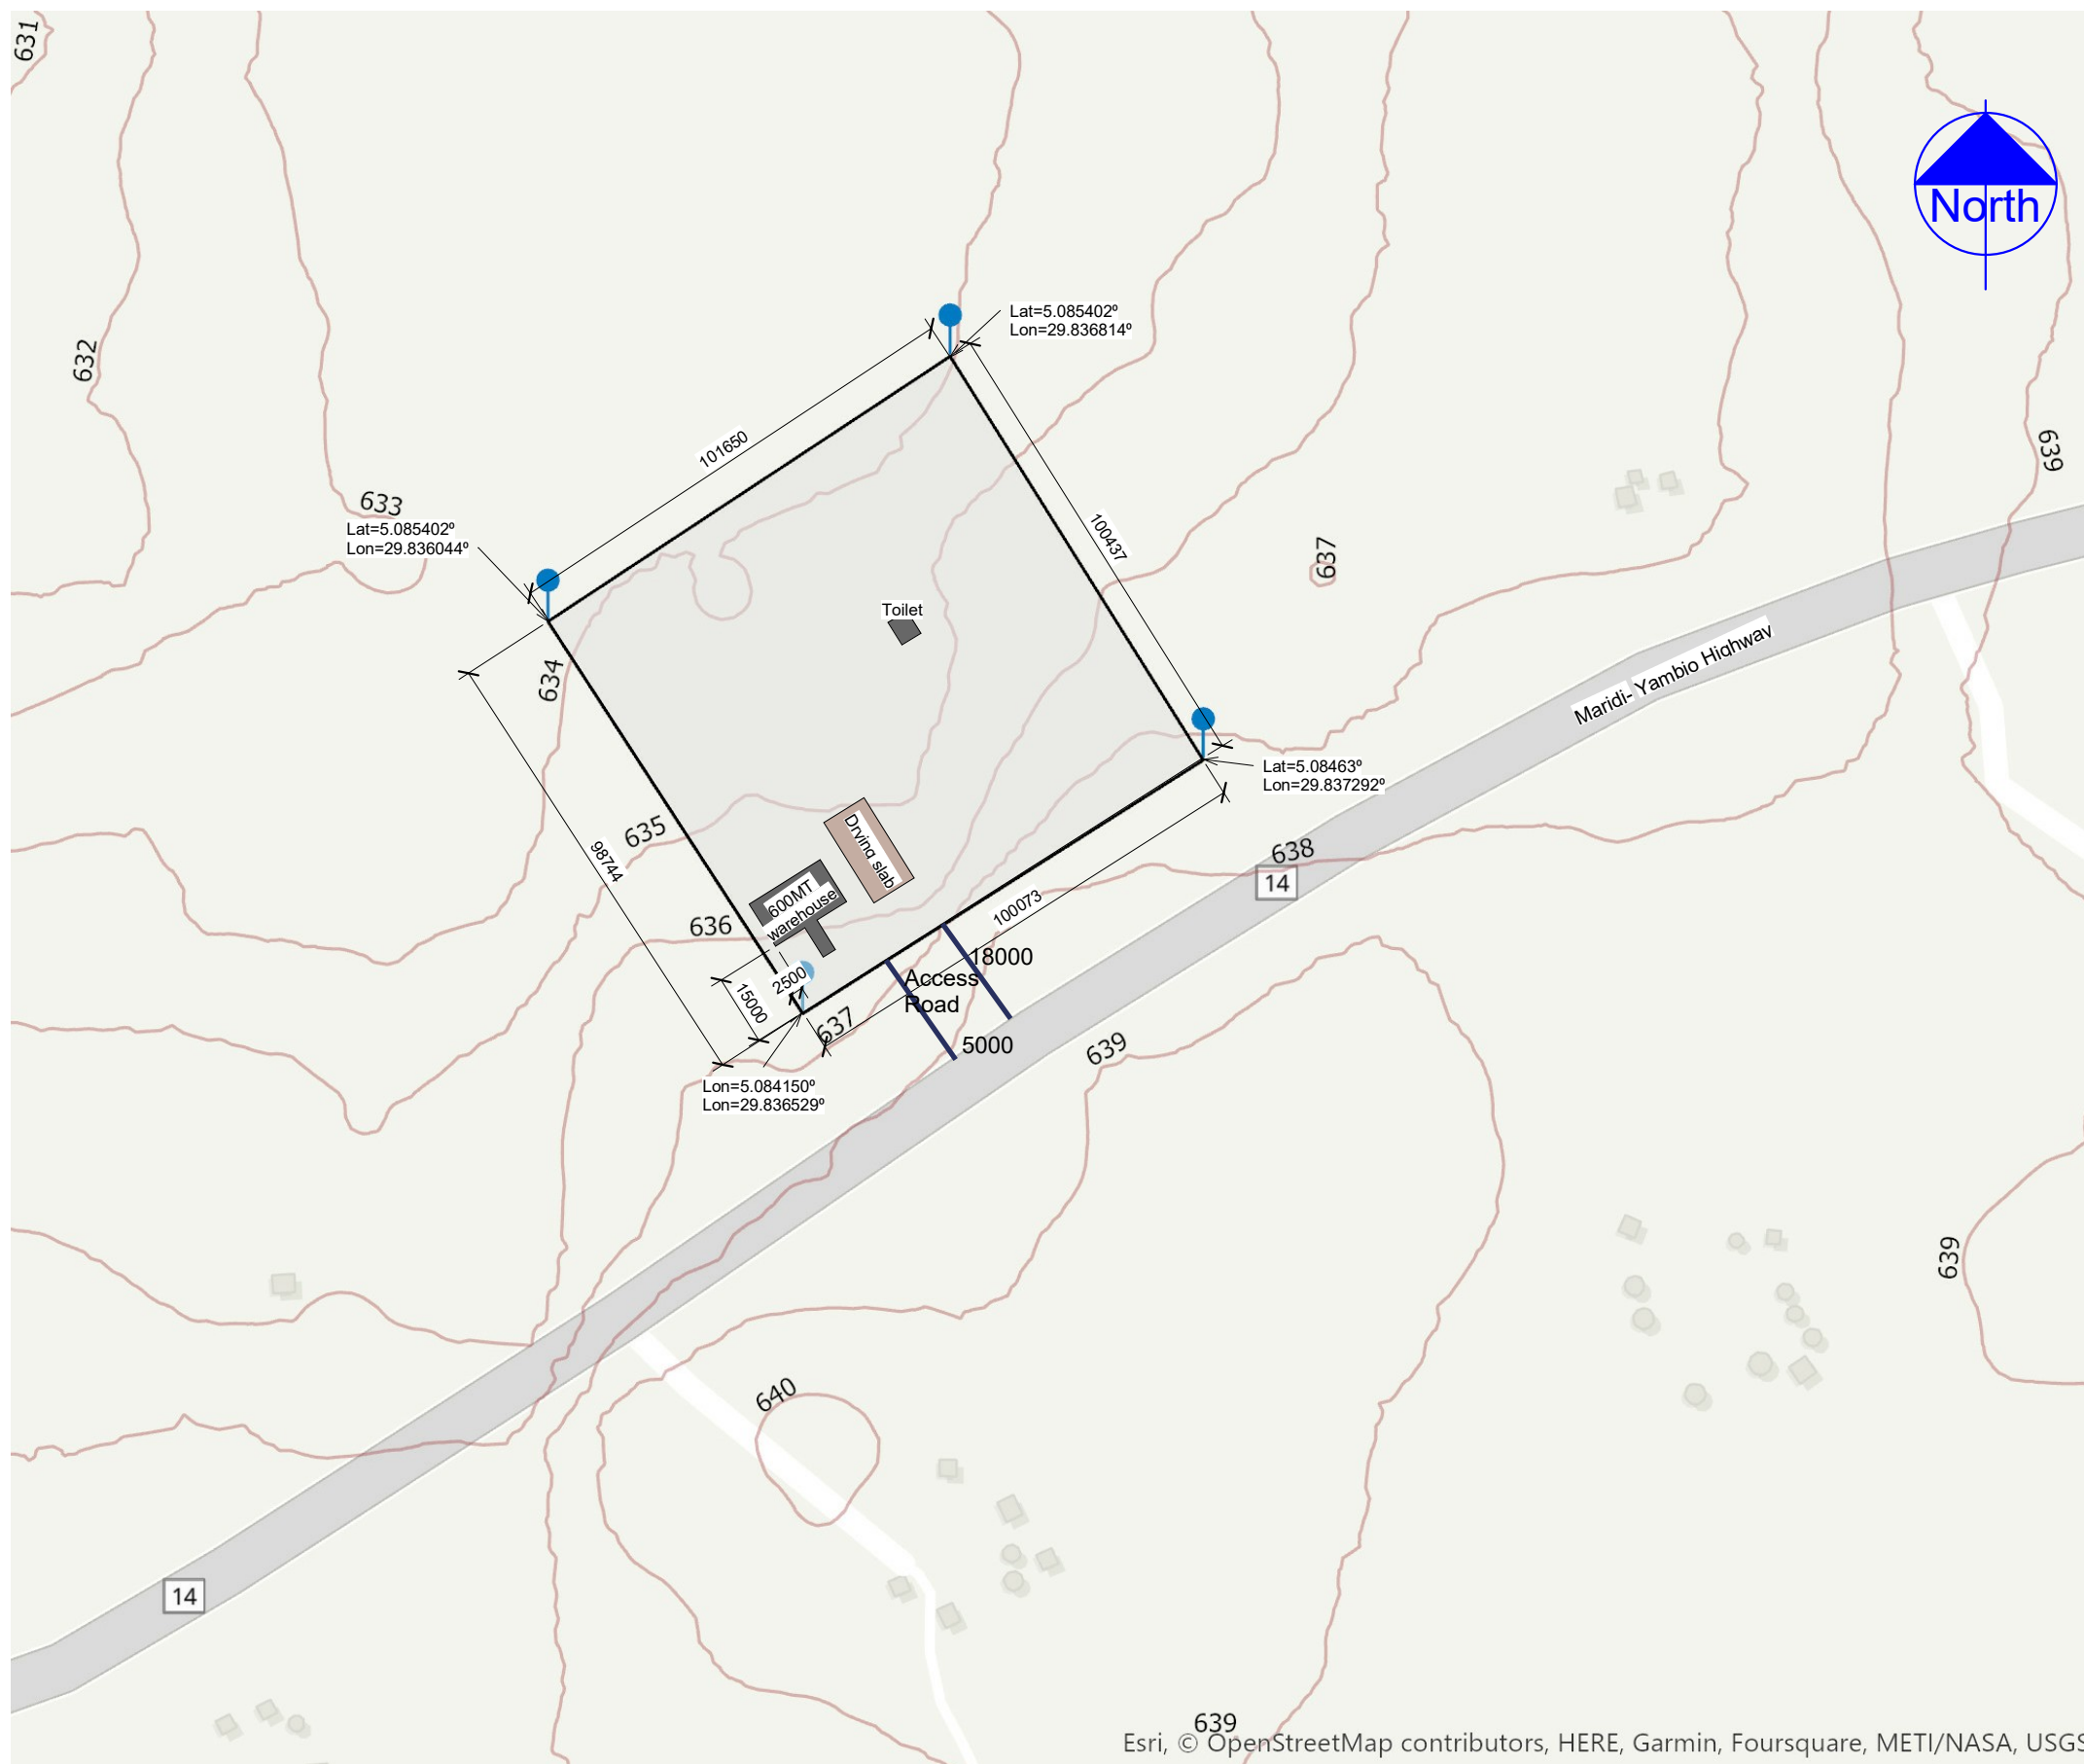 631
North
632
Lat=5.085402º
Lon=29.836814º
101650
639
633
Lat=5.085402º
Lon=29.836044º
100437
637
Toilet
634
Maridi- Yambio Highway
Lat=5.08463º
Lon=29.837292º
635
98744
Drying slab
638
14
600MT
warehouse
636
100073
18000
Access
Road
2500
15000
637
5000
639
Lon=5.084150º
Lon=29.836529º
639
640
14
639
Esri, © OpenStreetMap contributors, HERE, Garmin, Foursquare, METI/NASA, USGS